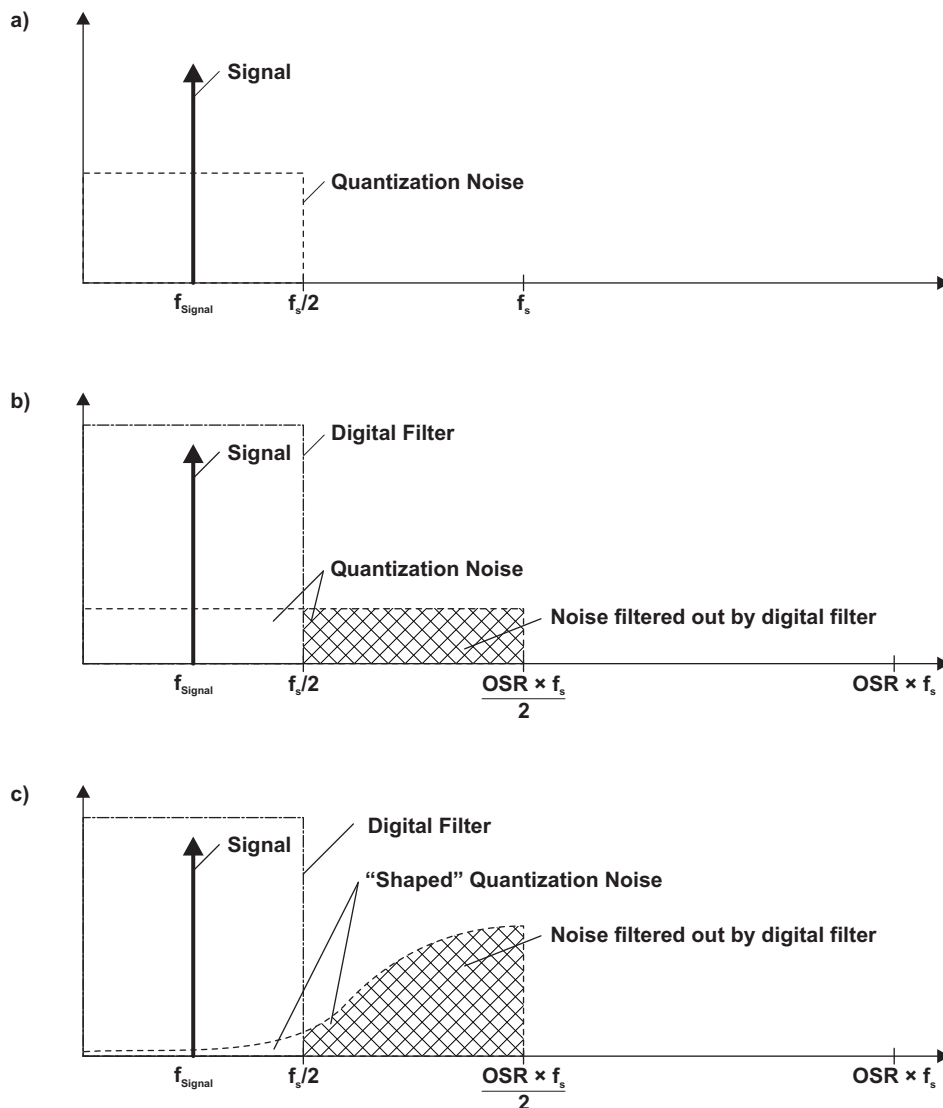 a)
Signal
Quantization Noise
fSignal
fs/2
fs
b)
Digital Filter
Signal
Quantization Noise
Noise filtered out by digital filter
fSignal
fs/2
OSR × fs
2
OSR × fs
c)
Digital Filter
Signal
“Shaped” Quantization Noise
Noise filtered out by digital filter
fSignal
fs/2
OSR × fs
2
OSR × fs